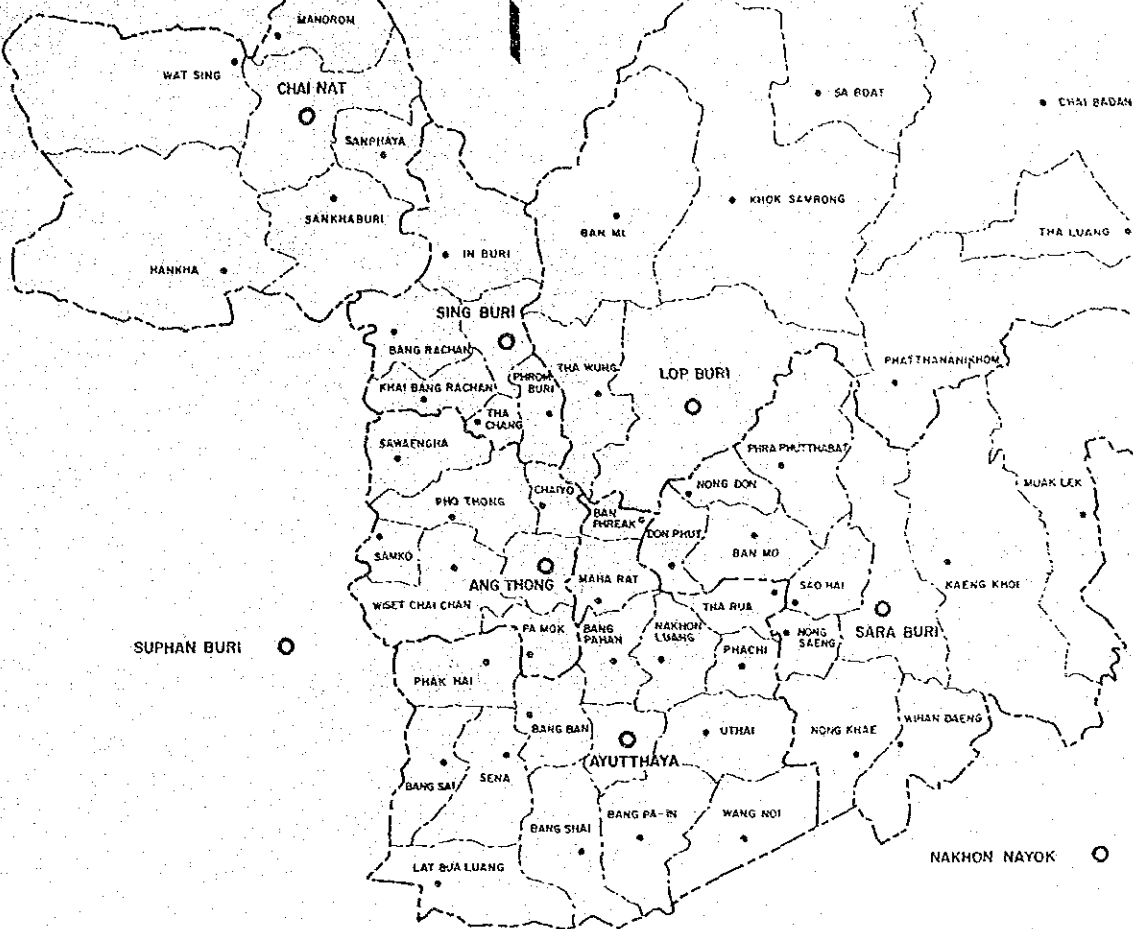 MANOROM
WAT SING
CHAI NAT
SA BOAT
CHAI BADAN
SANPHAYA
SANKHABURI
KHOK SAMRONG
BAN MI
THA LUANG
IN BURI
HANKHA
SING BURI
BANG RACHAN
PHATTHANANIKHOM
THA WUNG
LOP BURI
KHAI BANG RACHAN
PHROM
BURI
THA
CHANG
SAWAENGHA
PHRA PHUTTHABAT
NONG DON
MUAK LEK
CHAIYO
PHO THONG
BAN
PHREAK
DON PHUT
BAN MO
SAMKO
ANG THONG
MAHA RAT
SAO HAI
KAENG KHOI
WISET CHAI CHAN
THA RUA
PA MOK
BANG
PAHAN
NAKHON
LUANG
NONG
SAENG
SARA BURI
SUPHAN BURI
PHACHI
PHAK HAI
BANG BAN
UTHAI
NONG KHAE
WIHAN DAENG
AYUTTHAYA
BANG SAI
SENA
BANG SHAI
BANG PA-IN
WANG NOI
LAT BUA LUANG
NAKHON NAYOK